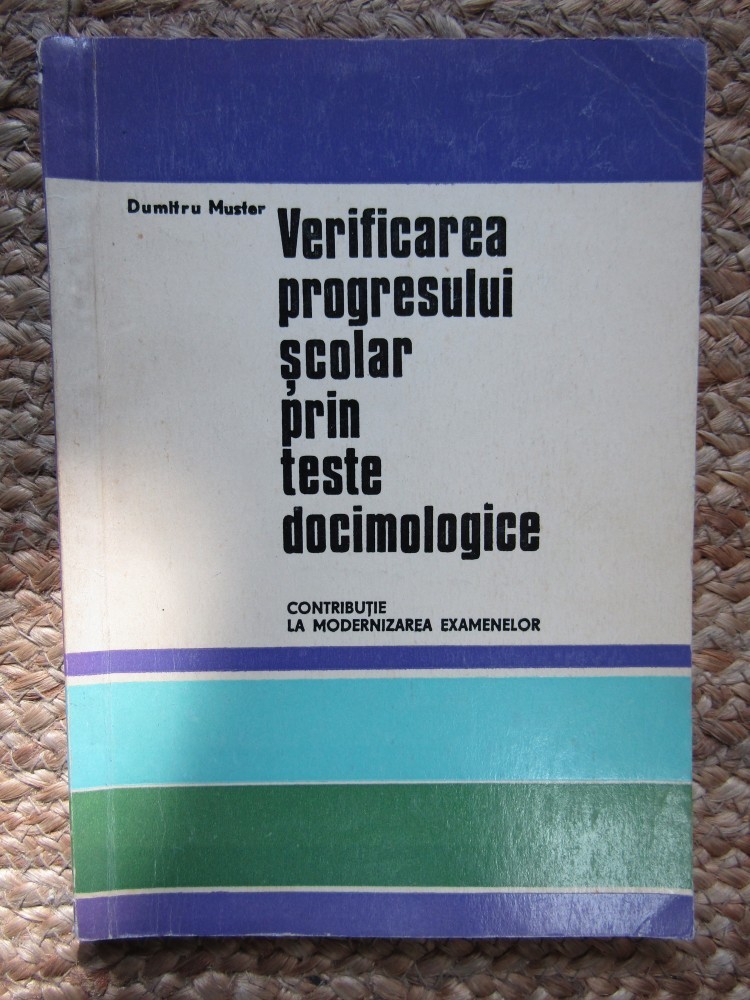 Dumitru Muster
Verificarea
progresului
școlar
prin
teste
docimologice
CONTRIBUȚIE
LA MODERNIZAREA EXAMENELOR